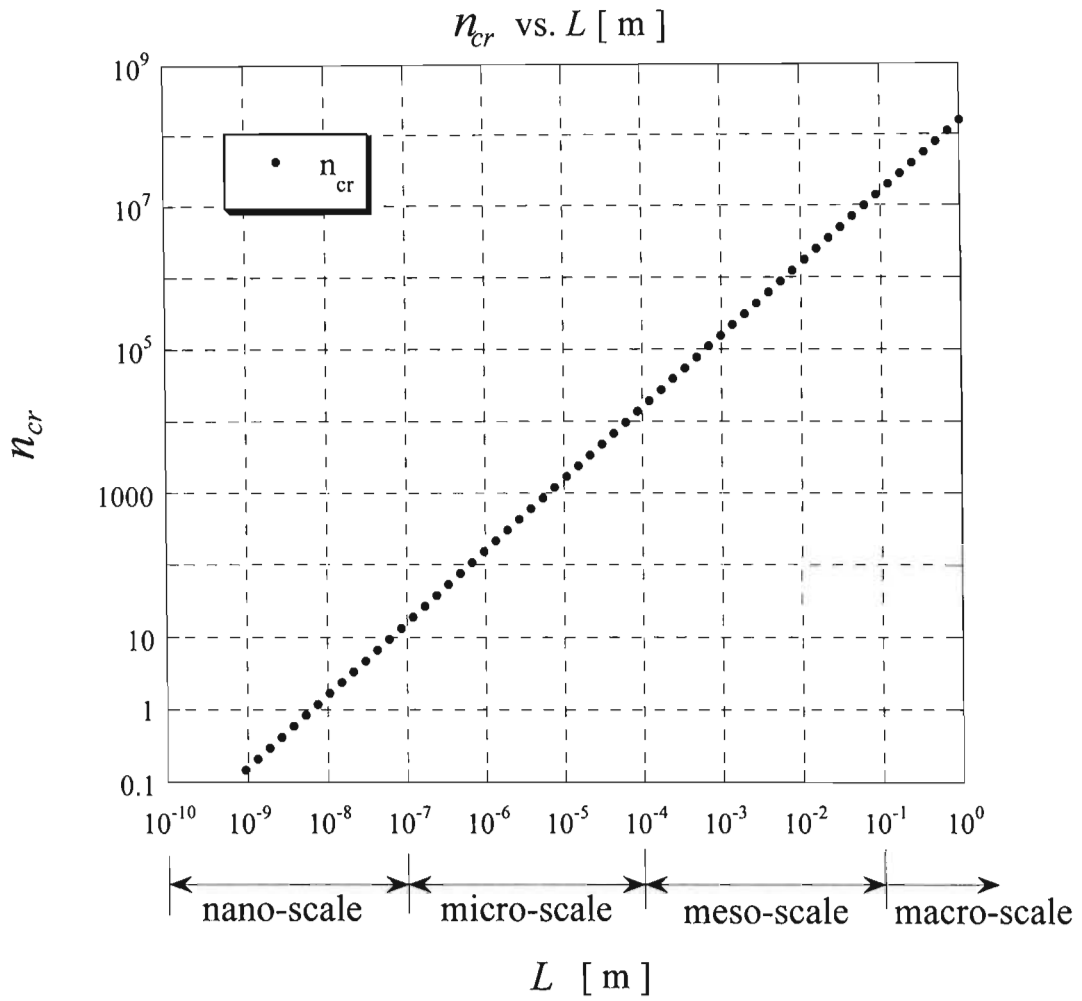 n_cr vs. L [ m ]
n_cr
10^9
10^7
10^5
1000
10
1
0.1
n_cr
10^-10 10^-9 10^-8 10^-7 10^-6 10^-5 10^-4 10^-3 10^-2 10^-1 10^0
nano-scale micro-scale meso-scale macro-scale
L [ m ]